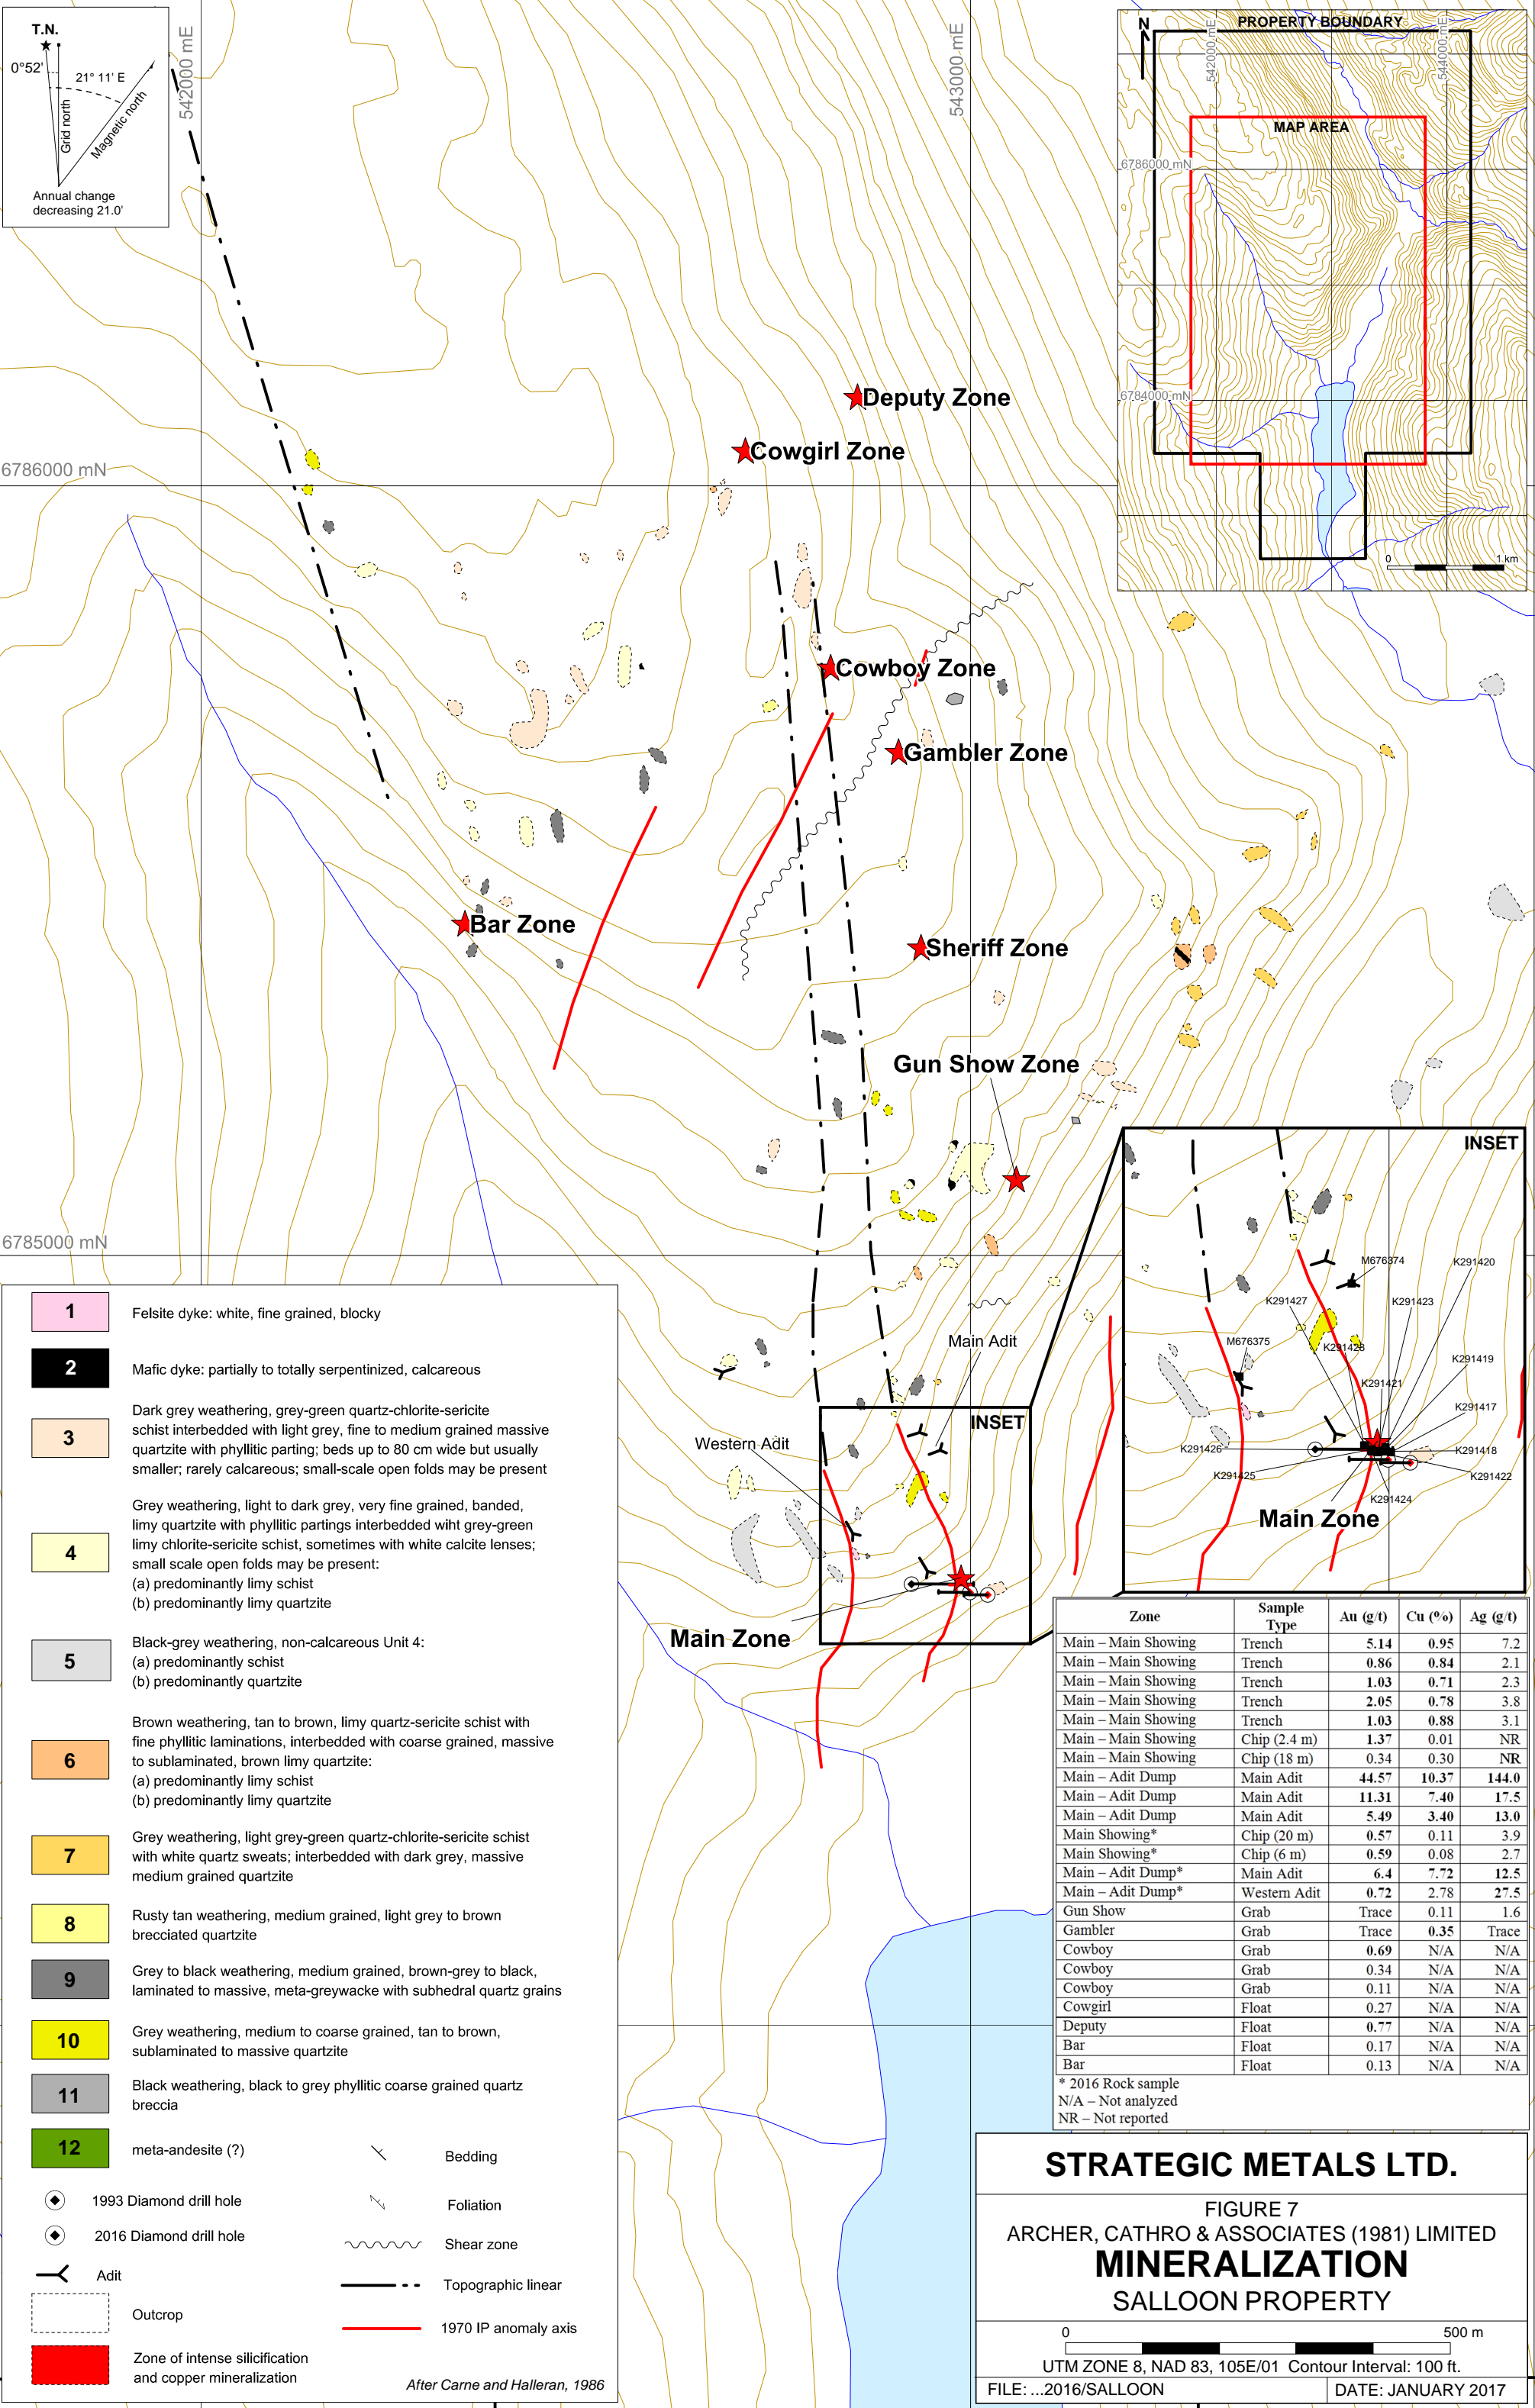 T.N.
0°52'
21° 11' E
Grid north
Magnetic north
Annual change
decreasing 21.0'
542000 mE
543000 mE
N
PROPERTY BOUNDARY
542000 mE
544000 mE
MAP AREA
6786000 mN
6784000 mN
0 1 km
Deputy Zone
Cowgirl Zone
6786000 mN
Cowboy Zone
Gambler Zone
Bar Zone
Sheriff Zone
Gun Show Zone
6785000 mN
Main Adit
INSET
Western Adit
Main Zone
INSET
M676374
K291420
K291427
K291423
M676375
K291428
K291419
K291421
K291417
K291426
K291418
K291425
K291422
K291424
Main Zone
1 Felsite dyke: white, fine grained, blocky
2 Mafic dyke: partially to totally serpentinized, calcareous
3 Dark grey weathering, grey-green quartz-chlorite-sericite
schist interbedded with light grey, fine to medium grained massive
quartzite with phyllitic parting; beds up to 80 cm wide but usually
smaller; rarely calcareous; small-scale open folds may be present
4 Grey weathering, light to dark grey, very fine grained, banded,
limy quartzite with phyllitic partings interbedded wiht grey-green
limy chlorite-sericite schist, sometimes with white calcite lenses;
small scale open folds may be present:
(a) predominantly limy schist
(b) predominantly limy quartzite
5 Black-grey weathering, non-calcareous Unit 4:
(a) predominantly schist
(b) predominantly quartzite
6 Brown weathering, tan to brown, limy quartz-sericite schist with
fine phyllitic laminations, interbedded with coarse grained, massive
to sublaminated, brown limy quartzite:
(a) predominantly limy schist
(b) predominantly limy quartzite
7 Grey weathering, light grey-green quartz-chlorite-sericite schist
with white quartz sweats; interbedded with dark grey, massive
medium grained quartzite
8 Rusty tan weathering, medium grained, light grey to brown
brecciated quartzite
9 Grey to black weathering, medium grained, brown-grey to black,
laminated to massive, meta-greywacke with subhedral quartz grains
10 Grey weathering, medium to coarse grained, tan to brown,
sublaminated to massive quartzite
11 Black weathering, black to grey phyllitic coarse grained quartz
breccia
12 meta-andesite (?)
Bedding
1993 Diamond drill hole
Foliation
2016 Diamond drill hole
Shear zone
Adit
Topographic linear
Outcrop
1970 IP anomaly axis
Zone of intense silicification
and copper mineralization
After Carne and Halleran, 1986
Zone Sample Type Au (g/t) Cu (%) Ag (g/t)
Main – Main Showing Trench 5.14 0.95 7.2
Main – Main Showing Trench 0.86 0.84 2.1
Main – Main Showing Trench 1.03 0.71 2.3
Main – Main Showing Trench 2.05 0.78 3.8
Main – Main Showing Trench 1.03 0.88 3.1
Main – Main Showing Chip (2.4 m) 1.37 0.01 NR
Main – Main Showing Chip (18 m) 0.34 0.30 NR
Main – Adit Dump Main Adit 44.57 10.37 144.0
Main – Adit Dump Main Adit 11.31 7.40 17.5
Main – Adit Dump Main Adit 5.49 3.40 13.0
Main Showing* Chip (20 m) 0.57 0.11 3.9
Main Showing* Chip (6 m) 0.59 0.08 2.7
Main – Adit Dump* Main Adit 6.4 7.72 12.5
Main – Adit Dump* Western Adit 0.72 2.78 27.5
Gun Show Grab Trace 0.11 1.6
Gambler Grab Trace 0.35 Trace
Cowboy Grab 0.69 N/A N/A
Cowboy Grab 0.34 N/A N/A
Cowboy Grab 0.11 N/A N/A
Cowgirl Float 0.27 N/A N/A
Deputy Float 0.77 N/A N/A
Bar Float 0.17 N/A N/A
Bar Float 0.13 N/A N/A
* 2016 Rock sample
N/A – Not analyzed
NR – Not reported
STRATEGIC METALS LTD.
FIGURE 7
ARCHER, CATHRO & ASSOCIATES (1981) LIMITED
MINERALIZATION
SALLOON PROPERTY
0 500 m
UTM ZONE 8, NAD 83, 105E/01 Contour Interval: 100 ft.
FILE: ...2016/SALLOON DATE: JANUARY 2017